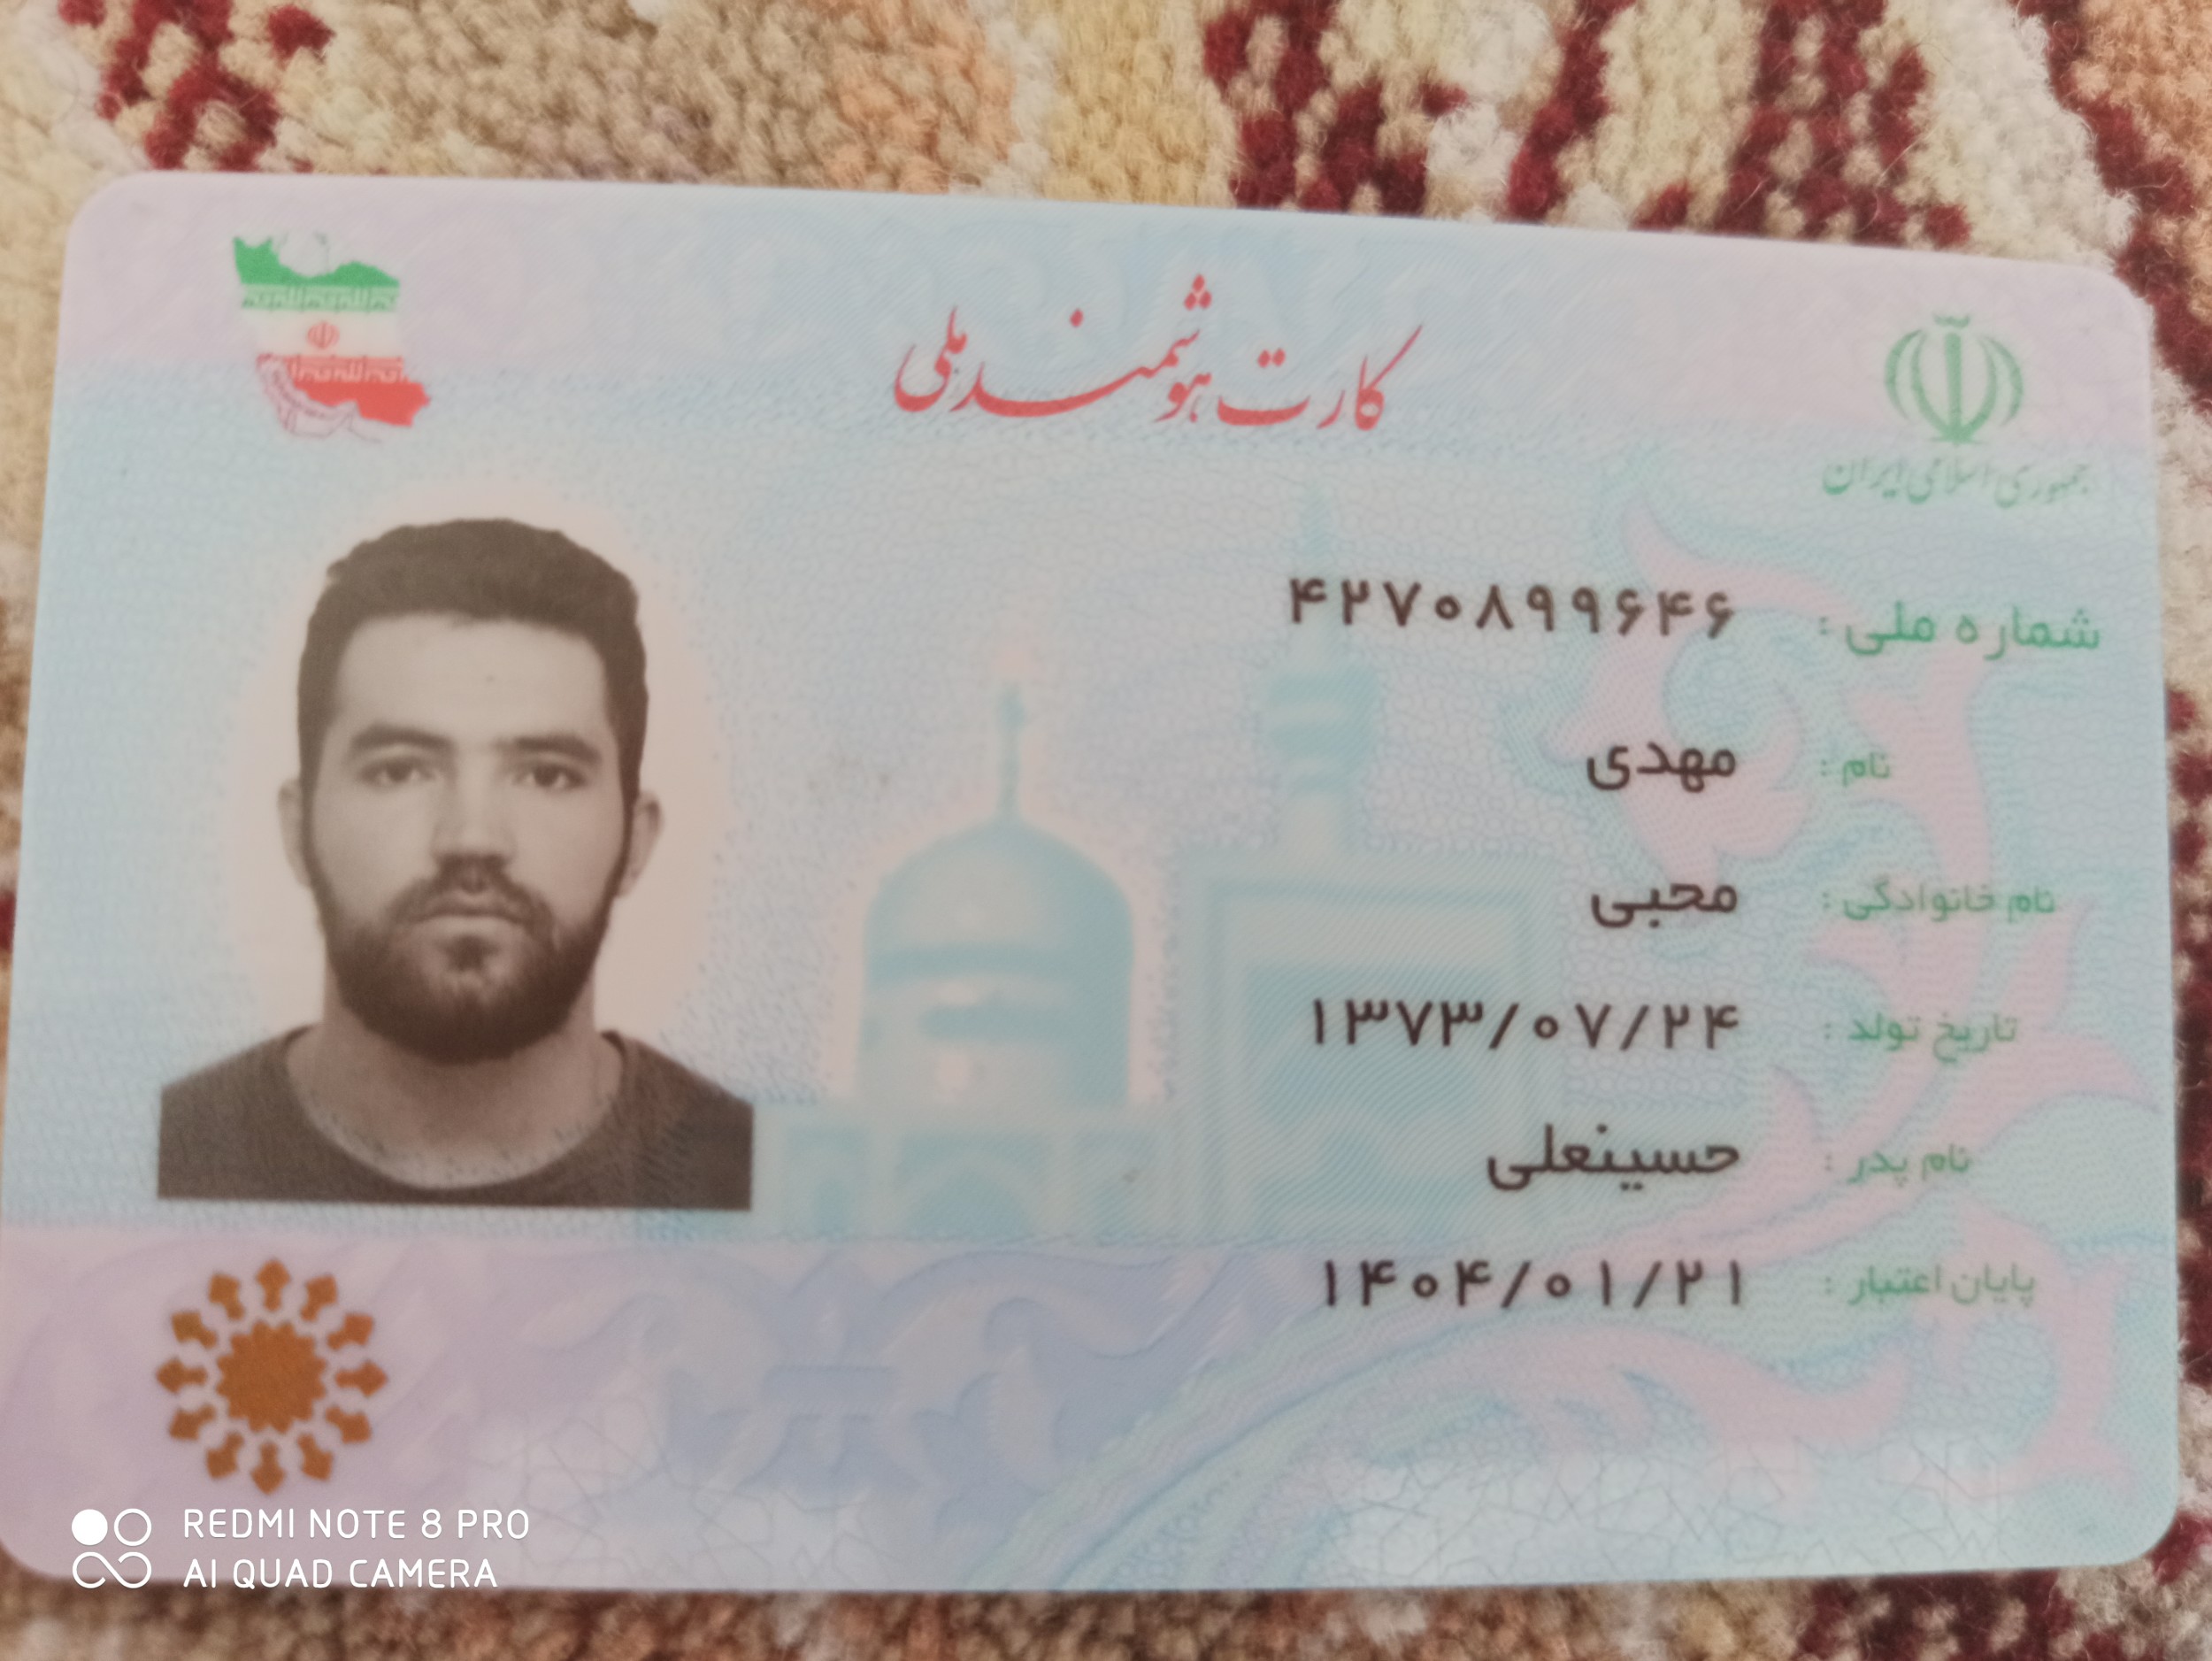 کارت هوشمند ملی
جمهوری اسلامی ایران
شماره ملی : ۴۲۷۰۸۹۹۶۴۶
نام : مهدی
نام خانوادگی : محبی
تاریخ تولد : ۱۳۷۳/۰۷/۲۴
نام پدر : حسینعلی
پایان اعتبار : ۱۴۰۴/۰۱/۲۱
REDMI NOTE 8 PRO
AI QUAD CAMERA